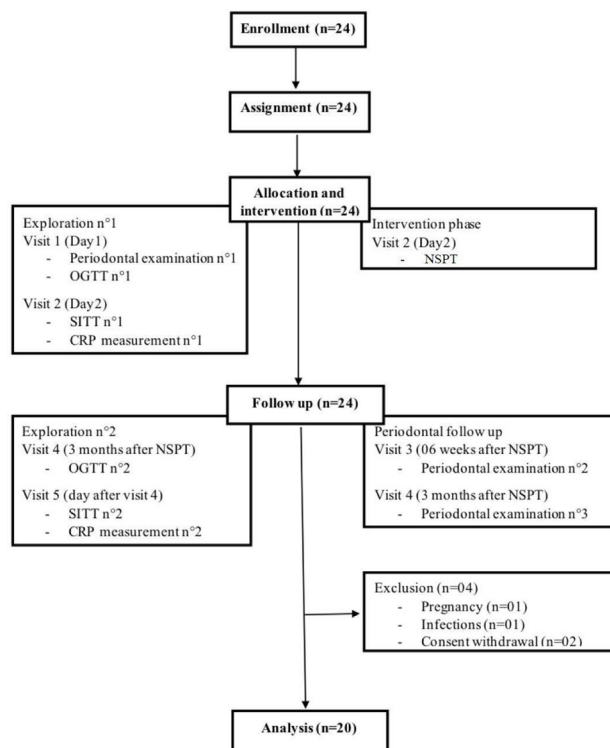 Enrollment (n=24)
Assignment (n=24)
Allocation and
intervention (n=24)
Exploration n°1
Visit 1 (Day1)
- Periodontal examination n°1
- OGTT n°1
Visit 2 (Day2)
- SITT n°1
- CRP measurement n°1
Intervention phase
Visit 2 (Day2)
- NSPT
Follow up (n=24)
Exploration n°2
Visit 4 (3 months after NSPT)
- OGTT n°2
Visit 5 (day after visit 4)
- SITT n°2
- CRP measurement n°2
Periodontal follow up
Visit 3 (06 weeks after NSPT)
- Periodontal examination n°2
Visit 4 (3 months after NSPT)
- Periodontal examination n°3
Exclusion (n=04)
- Pregnancy (n=01)
- Infections (n=01)
- Consent withdrawal (n=02)
Analysis (n=20)